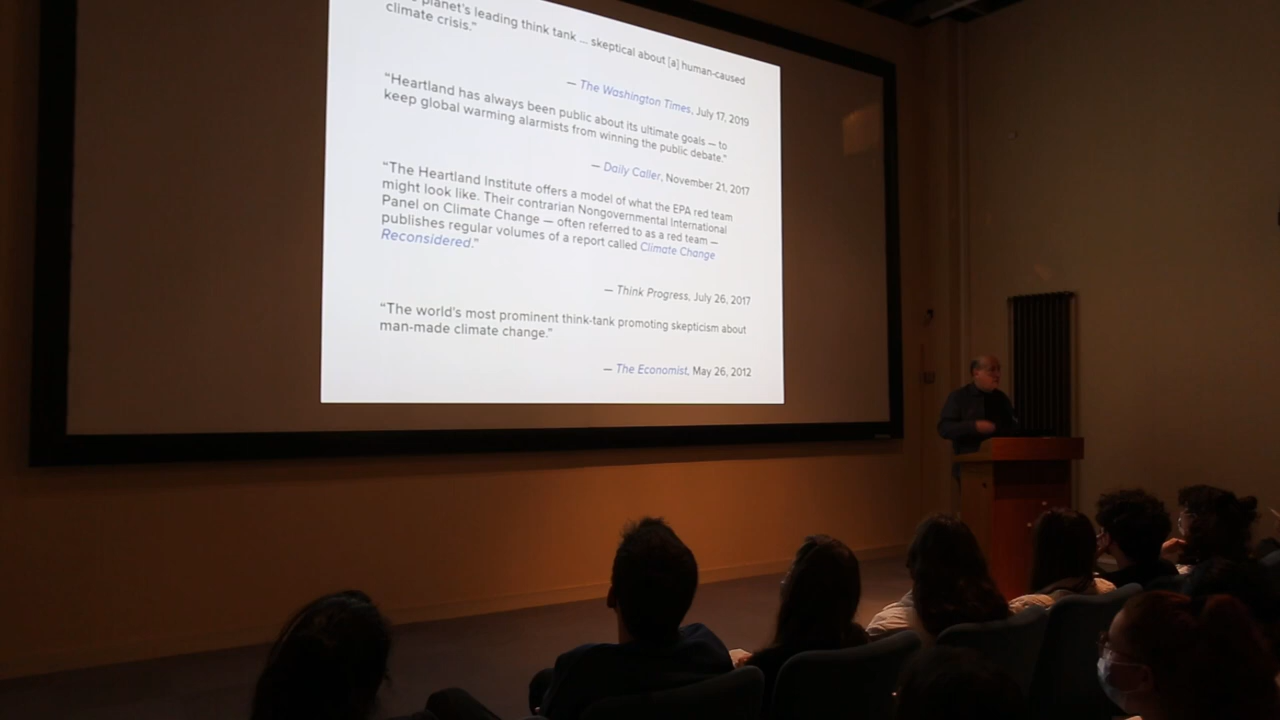 planet's leading think tank ... skeptical about [a] human-caused
climate crisis."
— The Washington Times, July 17, 2019
"Heartland has always been public about its ultimate goals — to
keep global warming alarmists from winning the public debate."
— Daily Caller, November 21, 2017
"The Heartland Institute offers a model of what the EPA red team
might look like. Their contrarian Nongovernmental International
Panel on Climate Change — often referred to as a red team —
publishes regular volumes of a report called Climate Change
Reconsidered."
— Think Progress, July 26, 2017
"The world's most prominent think-tank promoting skepticism about
man-made climate change."
— The Economist, May 26, 2012